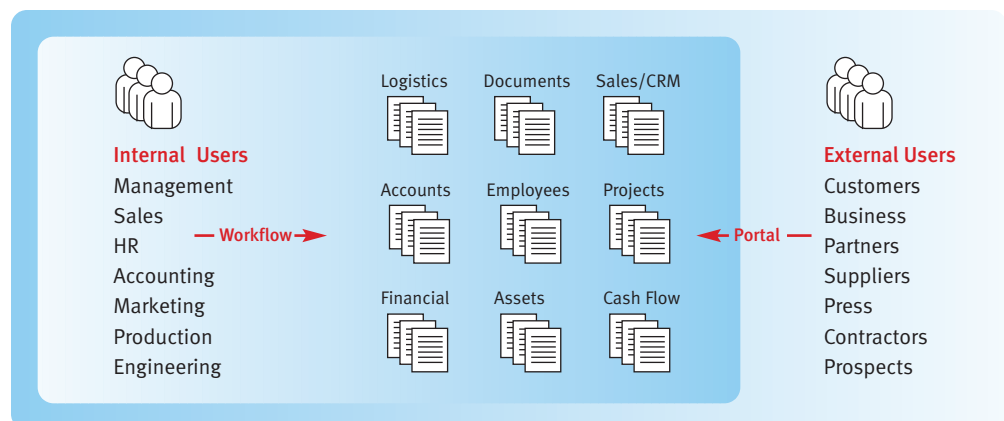 Logistics Documents Sales/CRM
Internal Users
Management
Sales
HR
Accounting
Marketing
Production
Engineering
Workflow
Accounts Employees Projects
Financial Assets Cash Flow
Portal
External Users
Customers
Business
Partners
Suppliers
Press
Contractors
Prospects